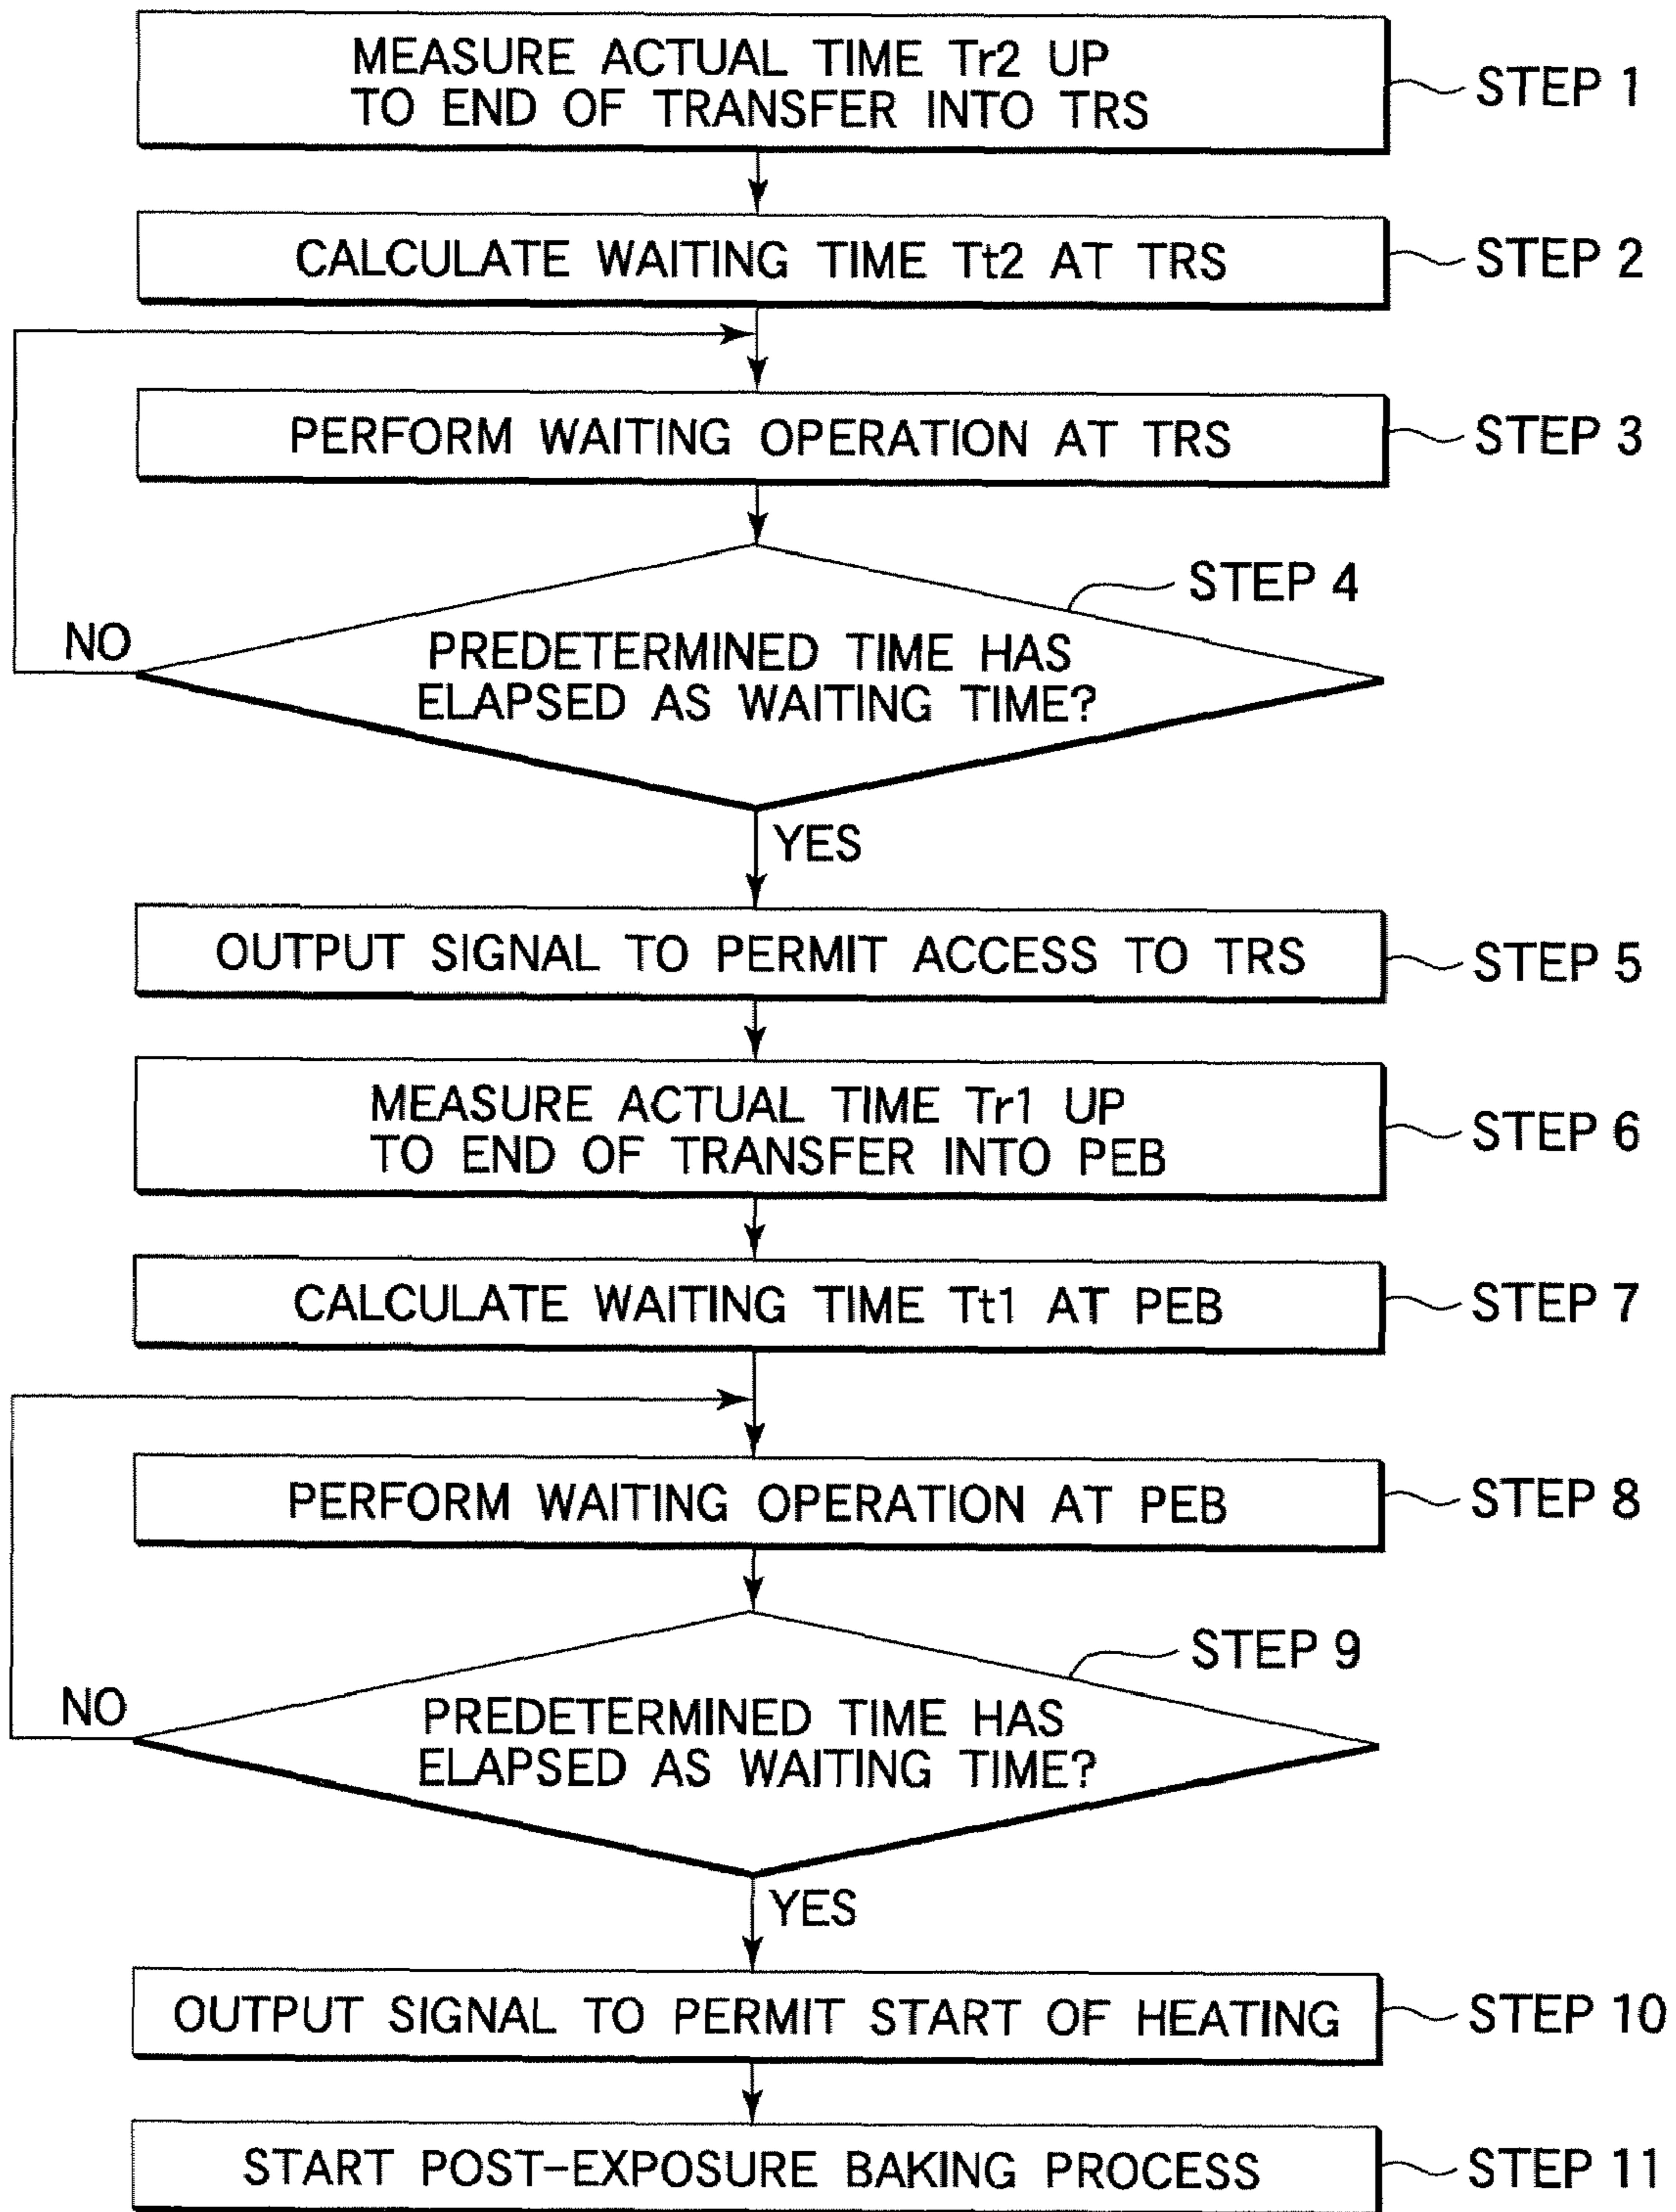 MEASURE ACTUAL TIME Tr2 UP
TO END OF TRANSFER INTO TRS
STEP 1
CALCULATE WAITING TIME Tt2 AT TRS
STEP 2
PERFORM WAITING OPERATION AT TRS
STEP 3
STEP 4
NO
PREDETERMINED TIME HAS
ELAPSED AS WAITING TIME?
YES
OUTPUT SIGNAL TO PERMIT ACCESS TO TRS
STEP 5
MEASURE ACTUAL TIME Tr1 UP
TO END OF TRANSFER INTO PEB
STEP 6
CALCULATE WAITING TIME Tt1 AT PEB
STEP 7
PERFORM WAITING OPERATION AT PEB
STEP 8
STEP 9
NO
PREDETERMINED TIME HAS
ELAPSED AS WAITING TIME?
YES
OUTPUT SIGNAL TO PERMIT START OF HEATING
STEP 10
START POST-EXPOSURE BAKING PROCESS
STEP 11